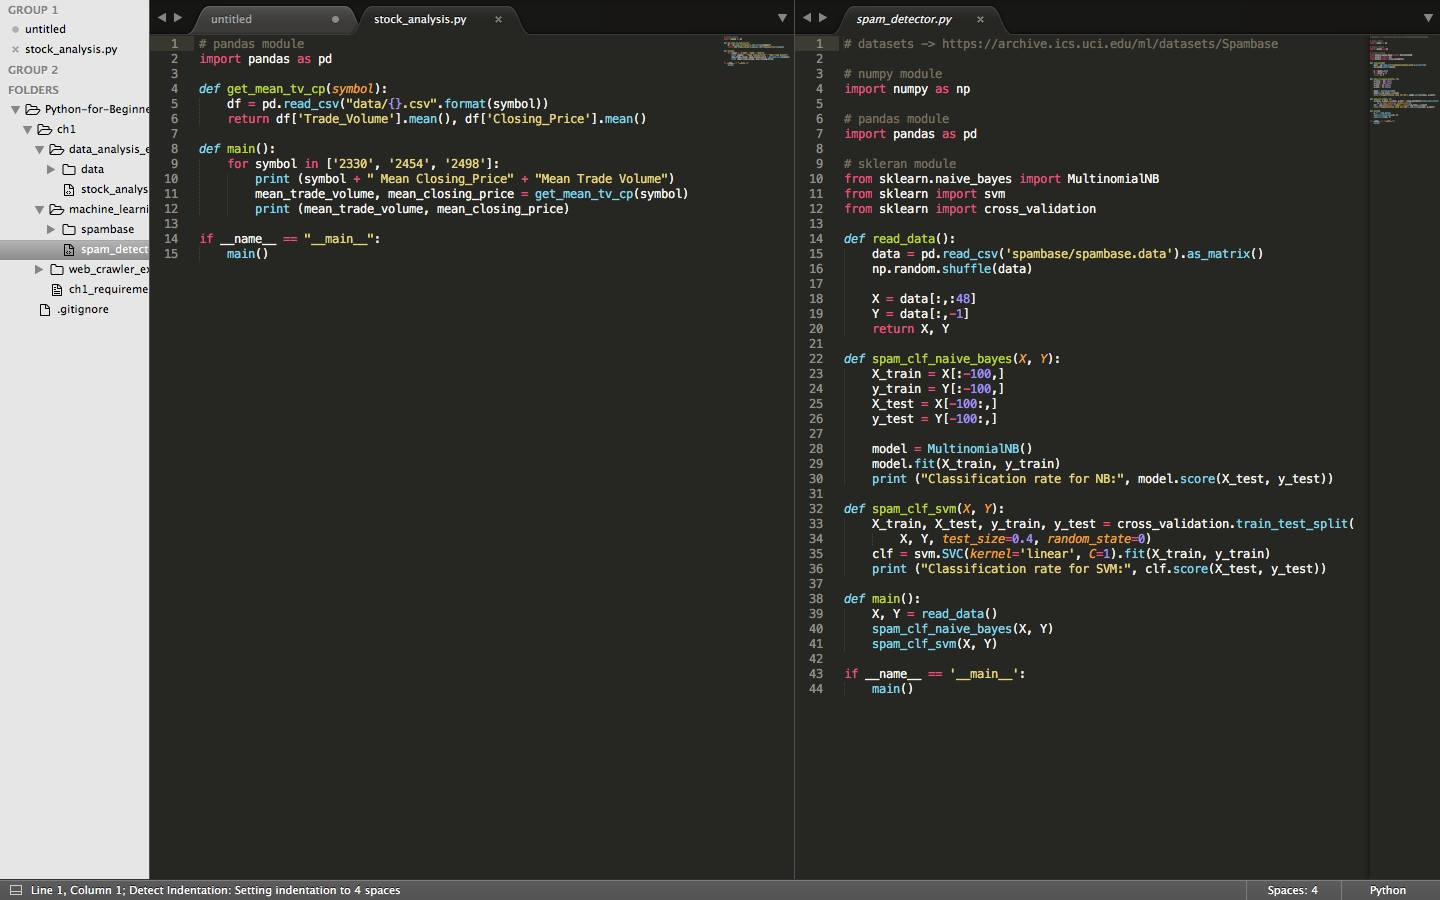 GROUP 1
untitled
stock_analysis.py
GROUP 2
FOLDERS
Python-for-Beginne
ch1
data_analysis_e
data
stock_analys
machine_learni
spambase
spam_detect
web_crawler_ex
ch1_requireme
.gitignore
untitled
stock_analysis.py
1 # pandas module
2 import pandas as pd
3
4 def get_mean_tv_cp(symbol):
5 df = pd.read_csv("data/{}.csv".format(symbol))
6 return df['Trade_Volume'].mean(), df['Closing_Price'].mean()
7
8 def main():
9 for symbol in ['2330', '2454', '2498']:
10 print (symbol + " Mean Closing_Price" + "Mean Trade Volume")
11 mean_trade_volume, mean_closing_price = get_mean_tv_cp(symbol)
12 print (mean_trade_volume, mean_closing_price)
13
14 if __name__ == "__main__":
15 main()
spam_detector.py
1 # datasets -> https://archive.ics.uci.edu/ml/datasets/Spambase
2
3 # numpy module
4 import numpy as np
5
6 # pandas module
7 import pandas as pd
8
9 # skleran module
10 from sklearn.naive_bayes import MultinomialNB
11 from sklearn import svm
12 from sklearn import cross_validation
13
14 def read_data():
15 data = pd.read_csv('spambase/spambase.data').as_matrix()
16 np.random.shuffle(data)
17
18 X = data[:,:48]
19 Y = data[:,-1]
20 return X, Y
21
22 def spam_clf_naive_bayes(X, Y):
23 X_train = X[:-100,]
24 y_train = Y[:-100,]
25 X_test = X[-100:,]
26 y_test = Y[-100:,]
27
28 model = MultinomialNB()
29 model.fit(X_train, y_train)
30 print ("Classification rate for NB:", model.score(X_test, y_test))
31
32 def spam_clf_svm(X, Y):
33 X_train, X_test, y_train, y_test = cross_validation.train_test_split(
34 X, Y, test_size=0.4, random_state=0)
35 clf = svm.SVC(kernel='linear', C=1).fit(X_train, y_train)
36 print ("Classification rate for SVM:", clf.score(X_test, y_test))
37
38 def main():
39 X, Y = read_data()
40 spam_clf_naive_bayes(X, Y)
41 spam_clf_svm(X, Y)
42
43 if __name__ == '__main__':
44 main()
Line 1, Column 1; Detect Indentation: Setting indentation to 4 spaces
Spaces: 4
Python